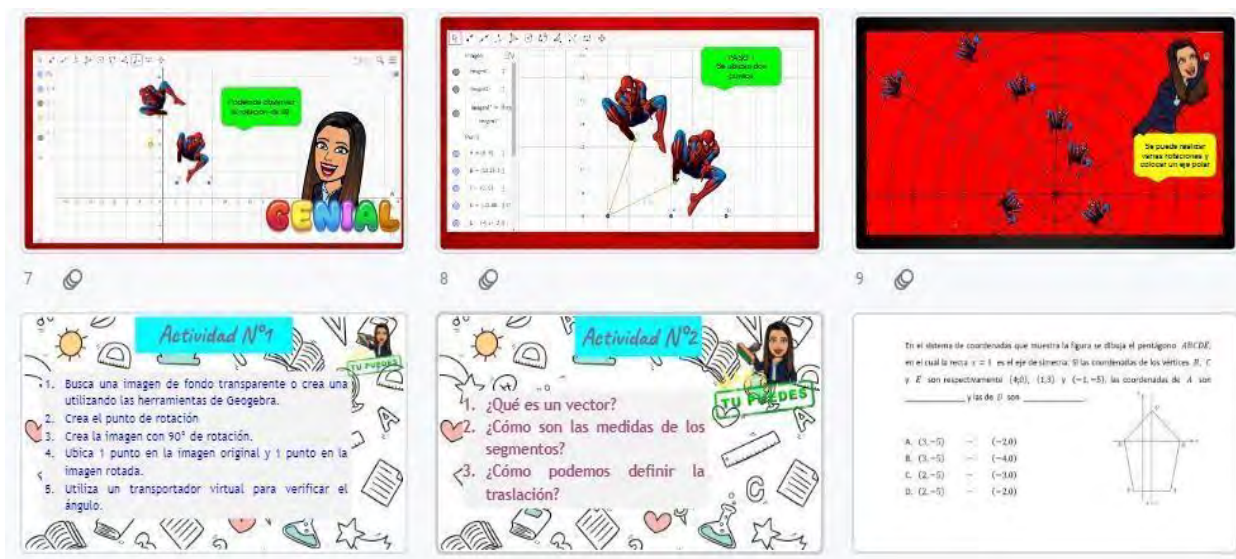 Podemos observar
la rotación de 90
GENIAL
PASO 1
Se ubican dos
puntos
Se puede realizar
varias rotaciones y
colocar un eje polar
7
8
9
Actividad Nº1
TU PUEDES
1. Busca una imagen de fondo transparente o crea una
utilizando las herramientas de Geogebra.
2. Crea el punto de rotación
3. Crea la imagen con 90° de rotación.
4. Ubica 1 punto en la imagen original y 1 punto en la
imagen rotada.
5. Utiliza un transportador virtual para verificar el
ángulo.
Actividad Nº2
TU PUEDES
1. ¿Qué es un vector?
2. ¿Cómo son las medidas de los
segmentos?
3. ¿Cómo podemos definir la
traslación?
En el sistema de coordenadas que muestra la figura se dibuja el pentágono ABCDE,
en el cual la recta x = 1 es el eje de simetría. Si las coordenadas de los vértices B, C
y E son respectivamente (4,0), (1,3) y (−1,−5), las coordenadas de A son
____________ y las de D son ____________.
A. (3,−5) – (−2,0)
B. (3,−5) – (−4,0)
C. (2,−5) – (−3,0)
D. (2,−5) – (−2,0)